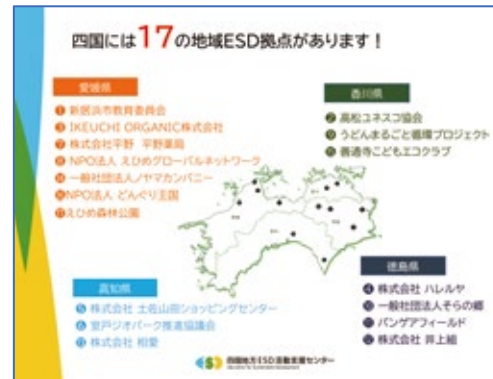 四国には17の地域ESD拠点があります！
愛媛県
❶ 新居浜市教育委員会
❸ IKEUCHI ORGANIC株式会社
❼ 株式会社平野 平野薬局
NPO法人 えひめグローバルネットワーク
一般社団法人ノヤマカンパニー
NPO法人 どんぐり王国
えひめ森林公園
香川県
❷ 高松ユネスコ協会
❾ うどんまるごと循環プロジェクト
善通寺こどもエコクラブ
高知県
❺ 株式会社 土佐山田ショッピングセンター
❻ 室戸ジオパーク推進協議会
株式会社 相愛
徳島県
❹ 株式会社 ハレルヤ
一般社団法人そらの郷
パンゲアフィールド
株式会社 井上組
四国地方ESD活動支援センター